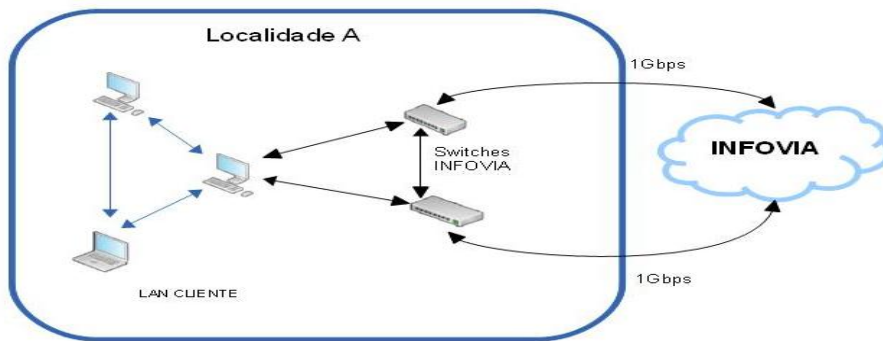 Localidade A
1Gbps
Switches
INFOVIA
INFOVIA
LAN CLIENTE
1Gbps